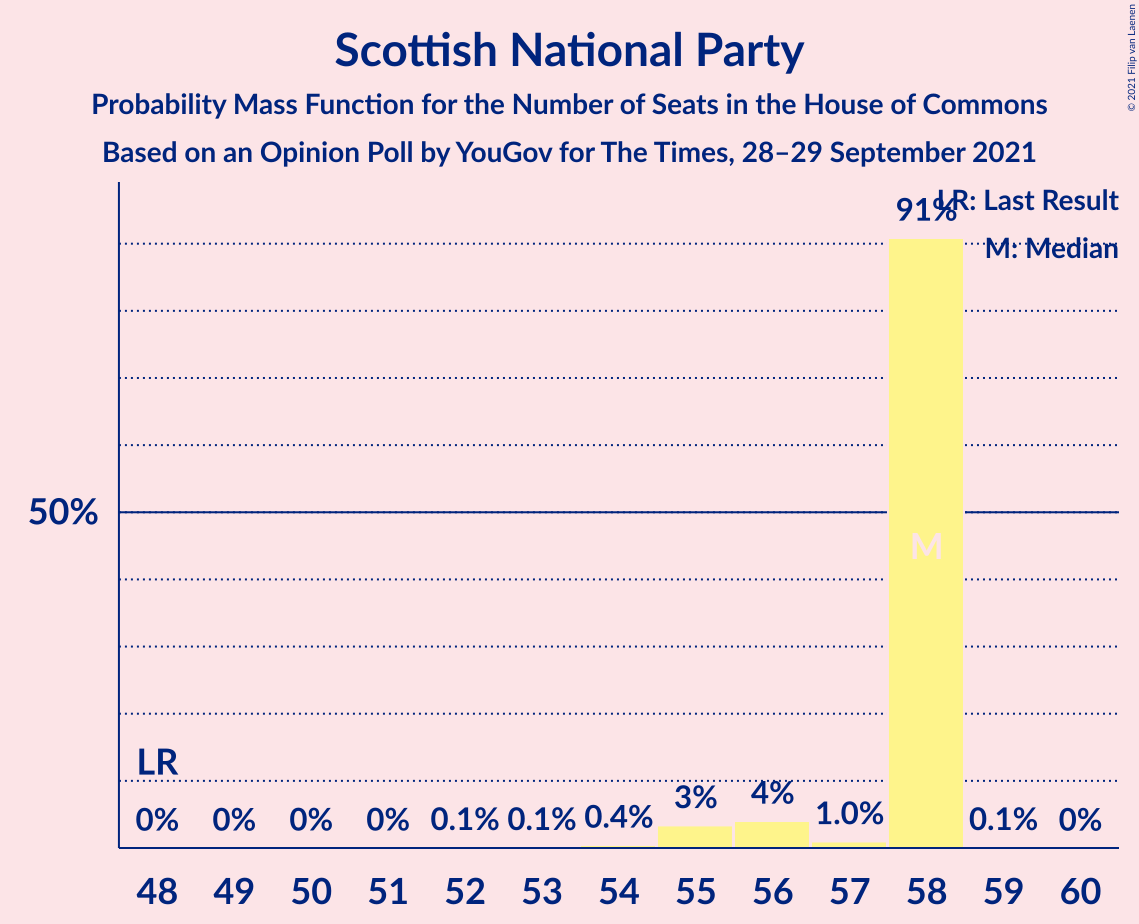 Scottish National Party
Probability Mass Function for the Number of Seats in the House of Commons
Based on an Opinion Poll by YouGov for The Times, 28–29 September 2021
© 2021 Filip van Laenen
LR: Last Result
M: Median
50%
LR
M
0% 0% 0% 0% 0.1% 0.1% 0.4% 3% 4% 1.0% 91% 0.1% 0%
48 49 50 51 52 53 54 55 56 57 58 59 60